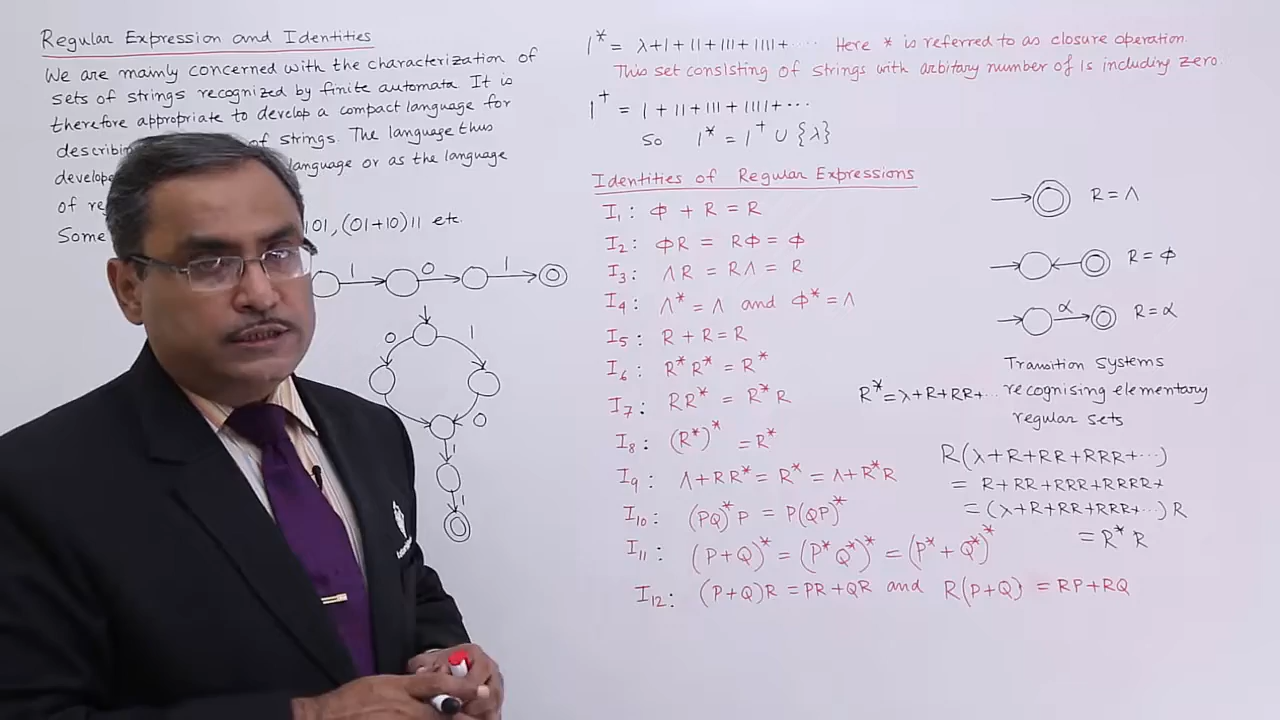 Regular Expression and Identities
We are mainly concerned with the characterization of
sets of strings recognized by finite automata. It is
therefore appropriate to develop a compact language for
of strings. The language thus
language or as the language
of
Some 101, (01+10)11 etc.
1 0 1
0 1
0
1
1
1* = λ+1+11+111+1111+···· Here * is referred to as closure operation.
This set consisting of strings with arbitary number of 1s including zero.
1⁺ = 1+11+111+1111+···
So 1* = 1⁺ ∪ {λ}
Identities of Regular Expressions
I₁: Φ + R = R
I₂: ΦR = RΦ = Φ
I₃: ΛR = RΛ = R
I₄: Λ* = Λ and Φ* = Λ
I₅: R + R = R
I₆: R*R* = R*
I₇: RR* = R*R
I₈: (R*)* = R*
I₉: Λ+RR* = R* = Λ+R*R
I₁₀: (PQ)*P = P(QP)*
I₁₁: (P+Q)* = (P*Q*)* = (P*+Q*)*
I₁₂: (P+Q)R = PR+QR and R(P+Q) = RP+RQ
R = Λ
R = Φ
α R = α
Transition Systems
recognising elementary
regular sets
R* = λ+R+RR+···
R(λ+R+RR+RRR+···)
= R+RR+RRR+RRRR+
= (λ+R+RR+RRR+···)R
= R*R